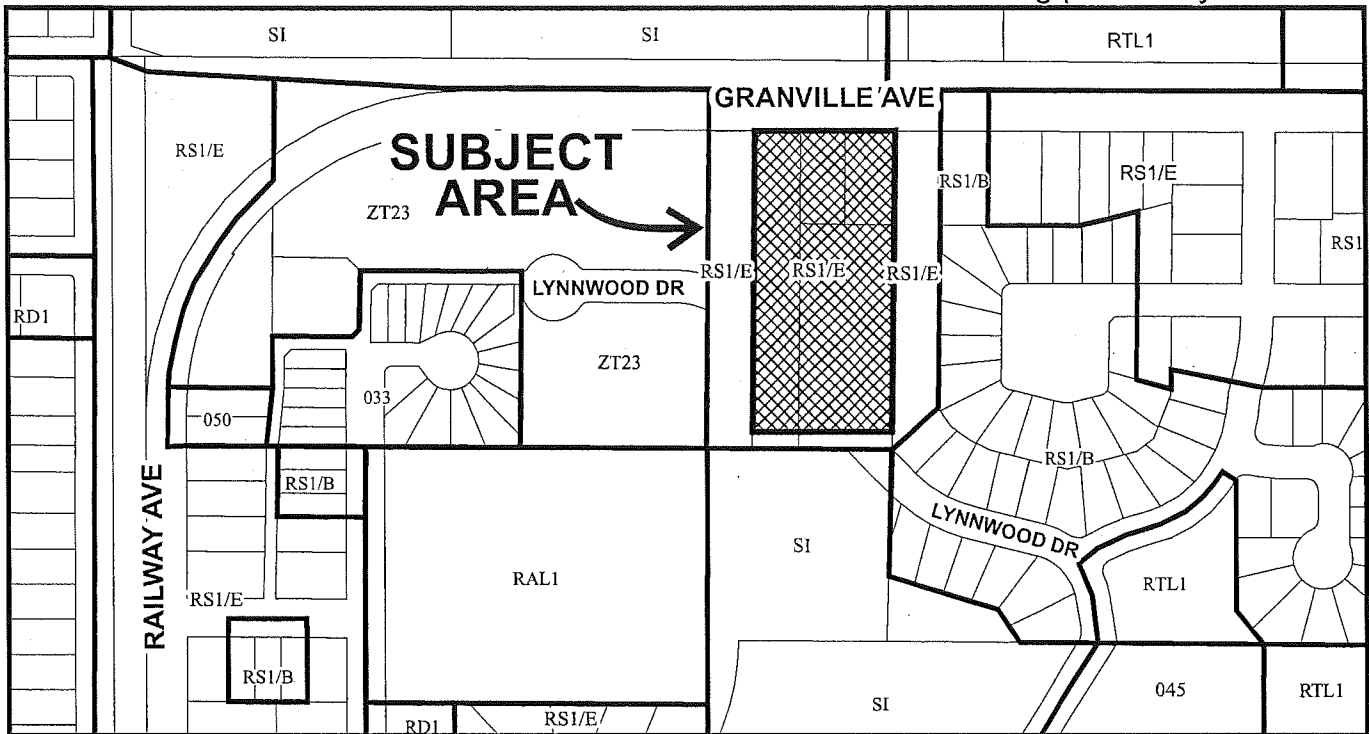 SI
SI
RTL1
GRANVILLE AVE
SUBJECT
AREA
RS1/E
ZT23
RS1/B
RS1/E
RS1
RS1/E
RS1/E
RS1/E
LYNNWOOD DR
RD1
ZT23
033
050
RS1/B
RS1/B
RAILWAY AVE
LYNNWOOD DR
SI
RAL1
RTL1
RS1/E
RS1/B
SI
045
RTL1
RD1
RS1/E